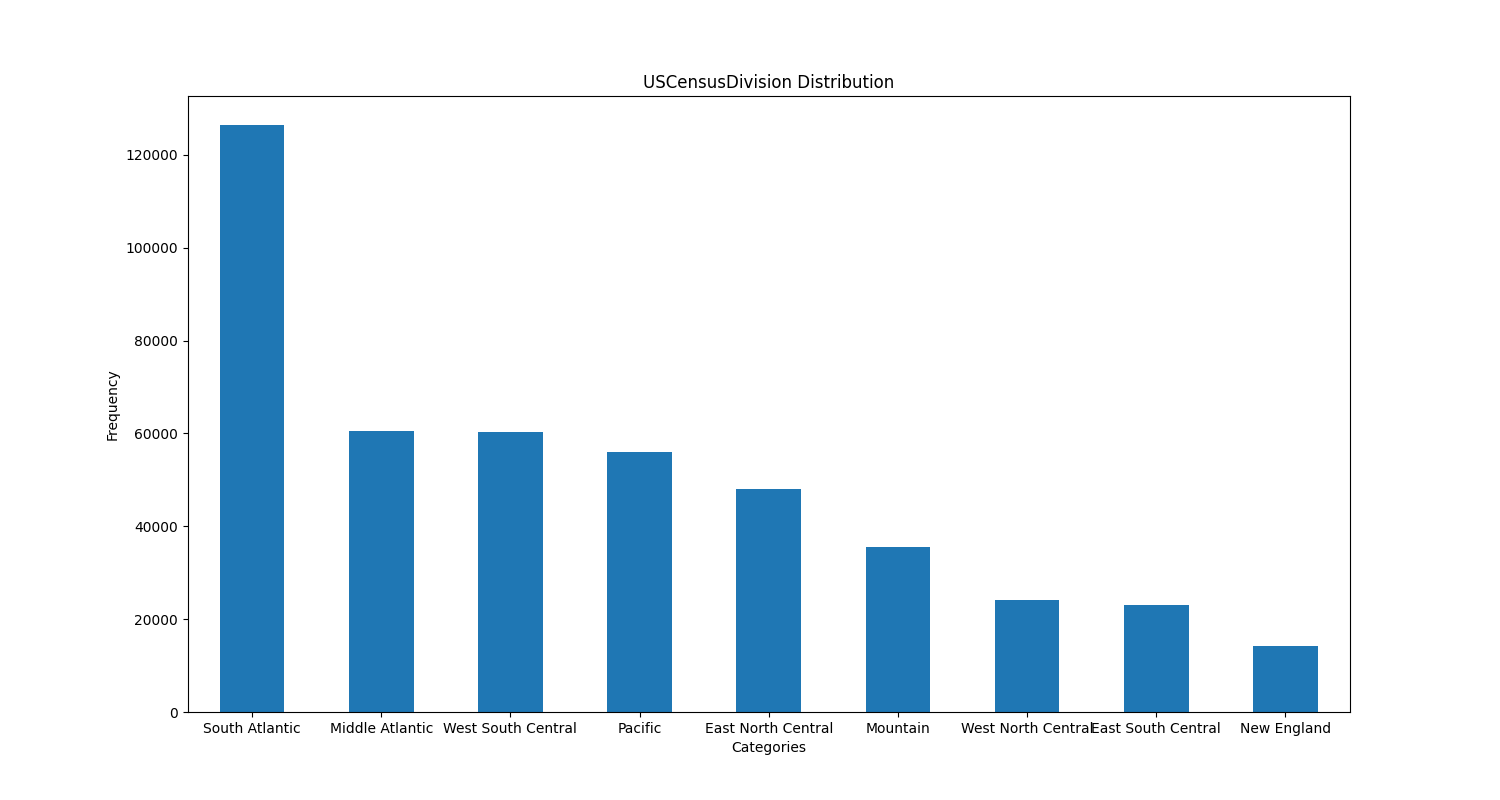 USCensusDivision Distribution
120000
100000
80000
60000
40000
20000
0
Frequency
South Atlantic Middle Atlantic West South Central Pacific East North Central Mountain West North Central East South Central New England
Categories